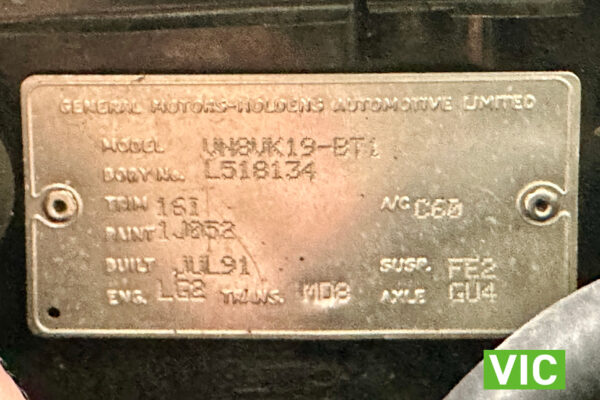 GENERAL MOTORS-HOLDENS AUTOMOTIVE LIMITED
MODEL VN8VK19-BT1
BODY No. L518134
TRIM 16I A/C C60
PAINT 1J052
BUILT JUL91 SUSP. FE2
ENG. LG2 TRANS. MD8 AXLE GU4
VIC